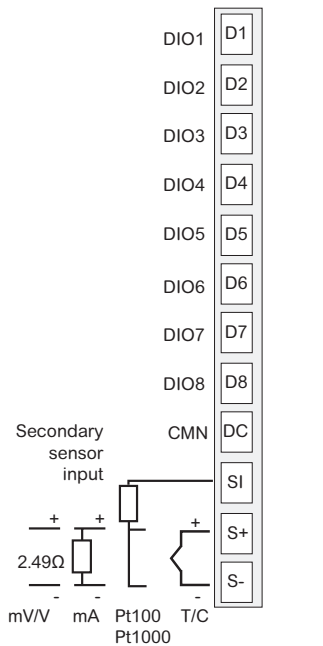 DIO1 D1
DIO2 D2
DIO3 D3
DIO4 D4
DIO5 D5
DIO6 D6
DIO7 D7
DIO8 D8
CMN DC
Secondary
sensor
input
SI
+ + + S+
2.49Ω
- - - S-
mV/V mA Pt100 T/C
Pt1000